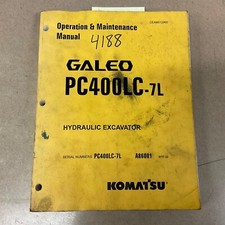 Operation & Maintenance
Manual
4188
GALEO
PC400LC-7L
HYDRAULIC EXCAVATOR
SERIAL NUMBERS PC400LC-7L A86001
KOMATSU